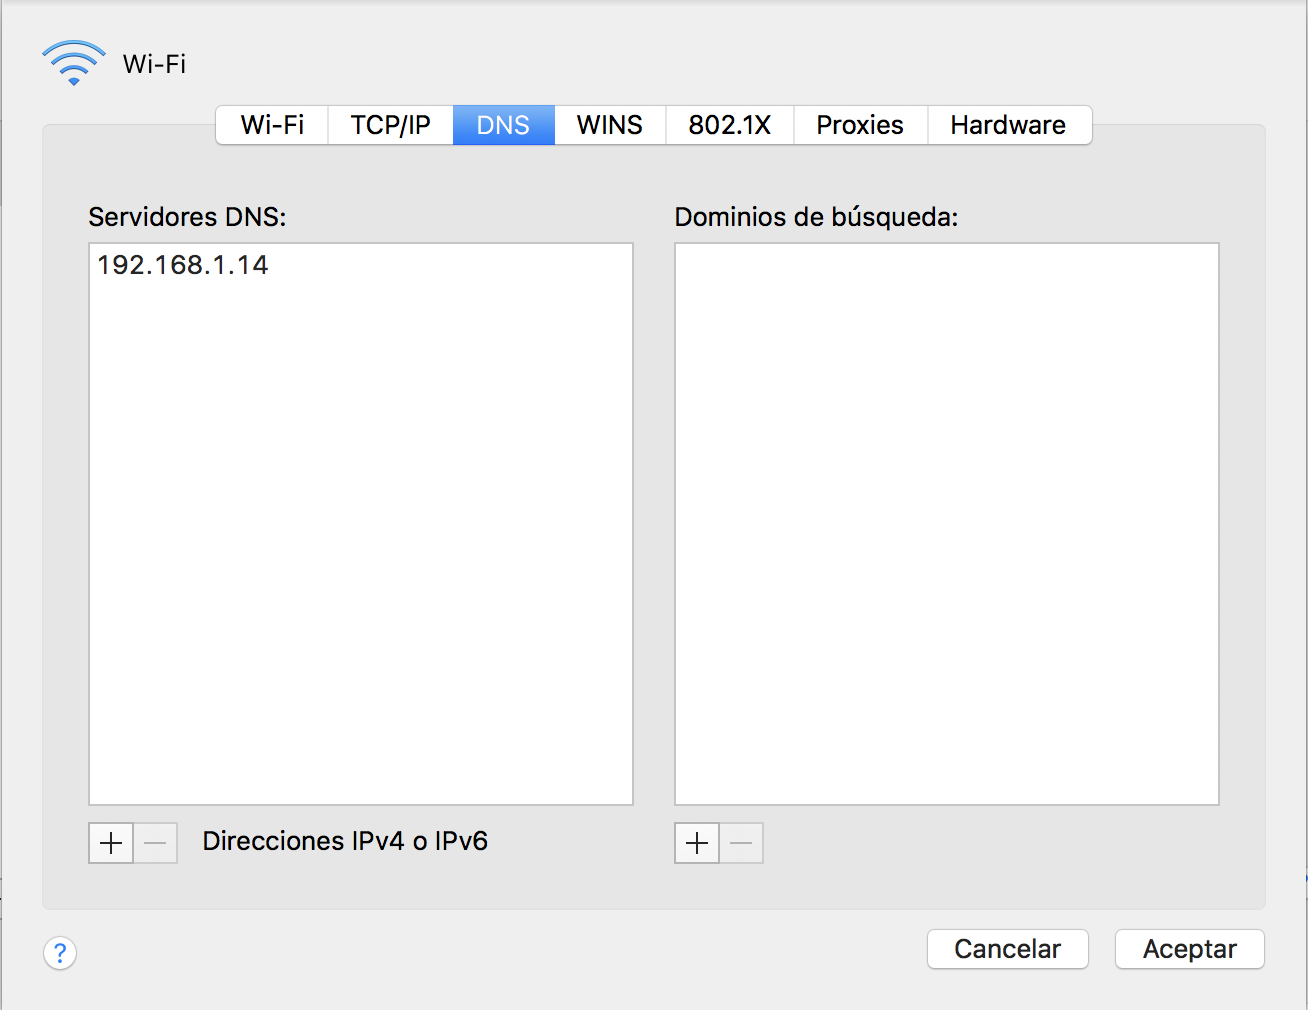 Wi-Fi
Wi-Fi TCP/IP DNS WINS 802.1X Proxies Hardware
Servidores DNS:
192.168.1.14
Dominios de búsqueda:
+ − Direcciones IPv4 o IPv6
+ −
? Cancelar Aceptar